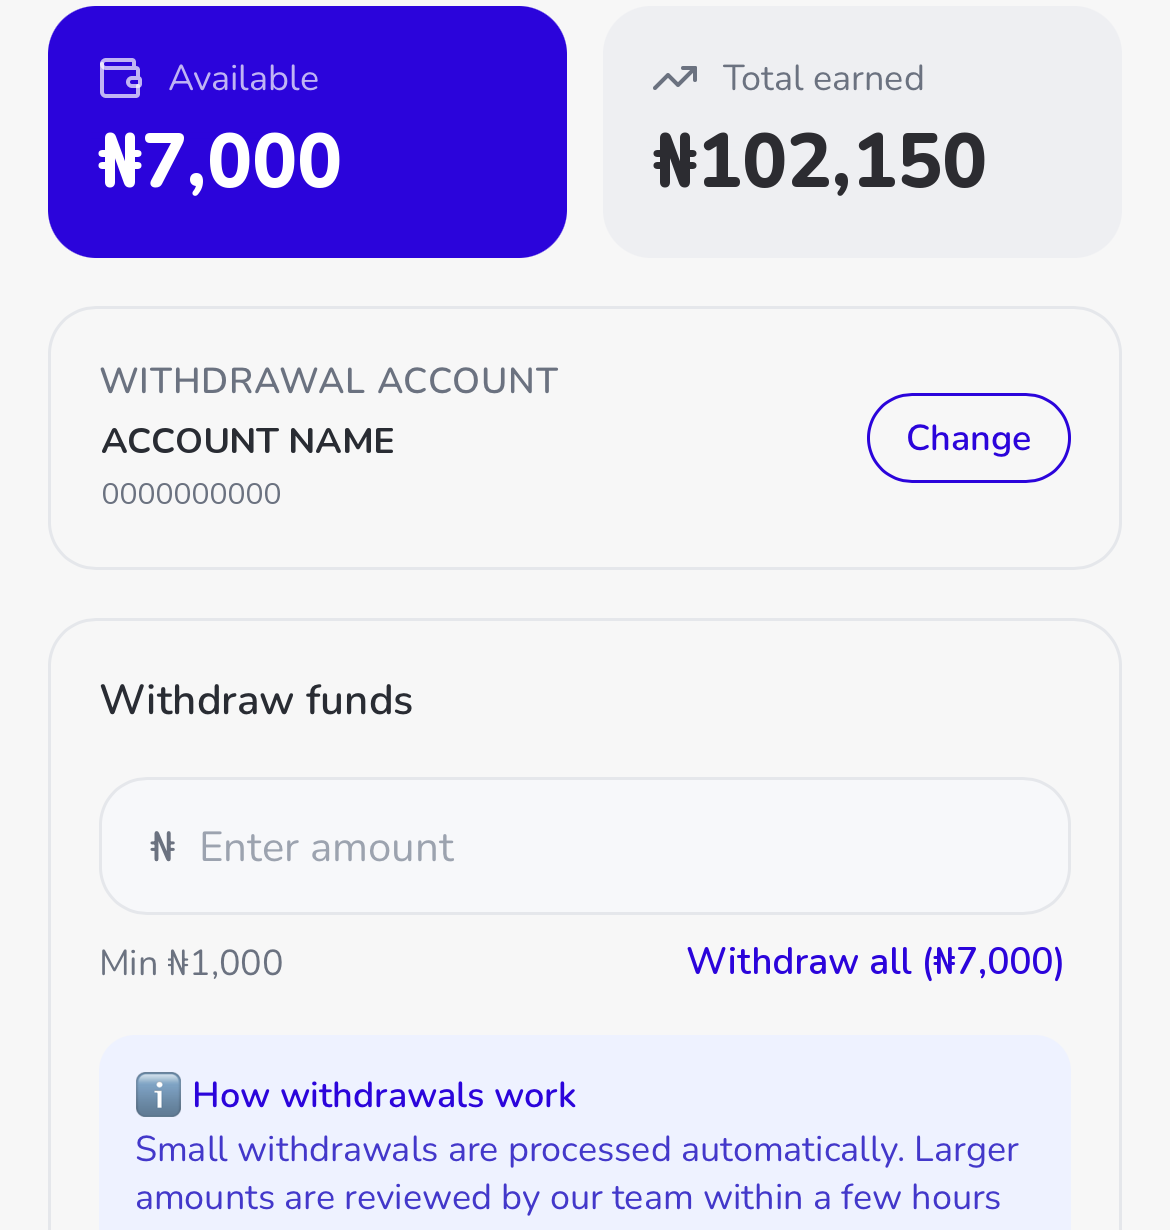 Available
₦7,000
Total earned
₦102,150
WITHDRAWAL ACCOUNT
ACCOUNT NAME
0000000000
Change
Withdraw funds
₦ Enter amount
Min ₦1,000
Withdraw all (₦7,000)
ℹ️ How withdrawals work
Small withdrawals are processed automatically. Larger
amounts are reviewed by our team within a few hours